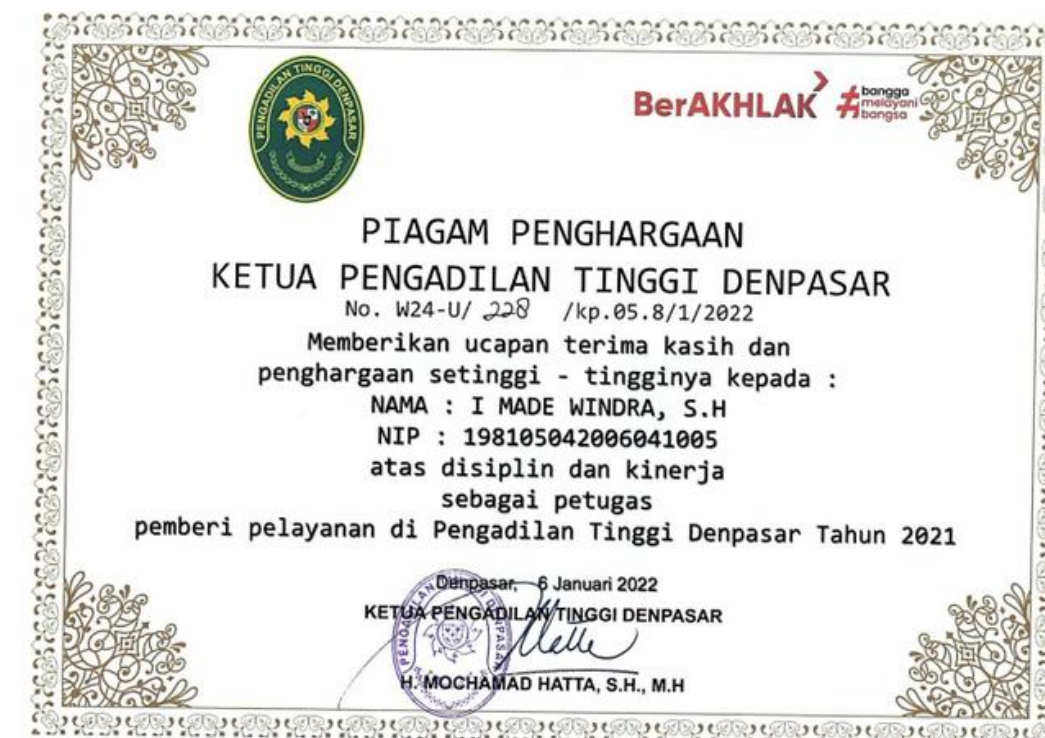 PENGADILAN TINGGI DENPASAR
BerAKHLAK
# bangga
melayani
bangsa
PIAGAM PENGHARGAAN
KETUA PENGADILAN TINGGI DENPASAR
No. W24-U/ 228 /kp.05.8/1/2022
Memberikan ucapan terima kasih dan
penghargaan setinggi - tingginya kepada :
NAMA : I MADE WINDRA, S.H
NIP : 198105042006041005
atas disiplin dan kinerja
sebagai petugas
pemberi pelayanan di Pengadilan Tinggi Denpasar Tahun 2021
Denpasar, 6 Januari 2022
KETUA PENGADILAN TINGGI DENPASAR
PENGADILAN TINGGI DENPASAR
H. MOCHAMAD HATTA, S.H., M.H